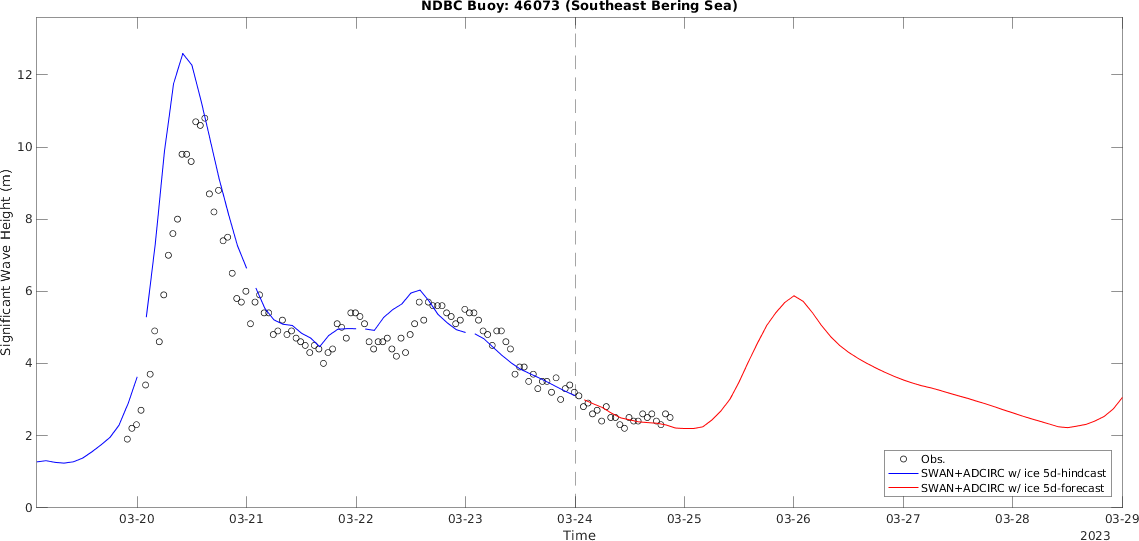 NDBC Buoy: 46073 (Southeast Bering Sea)
Significant Wave Height (m)
12
10
8
6
4
2
0
Obs.
SWAN+ADCIRC w/ ice 5d-hindcast
SWAN+ADCIRC w/ ice 5d-forecast
03-20 03-21 03-22 03-23 03-24 03-25 03-26 03-27 03-28 03-29
Time
2023